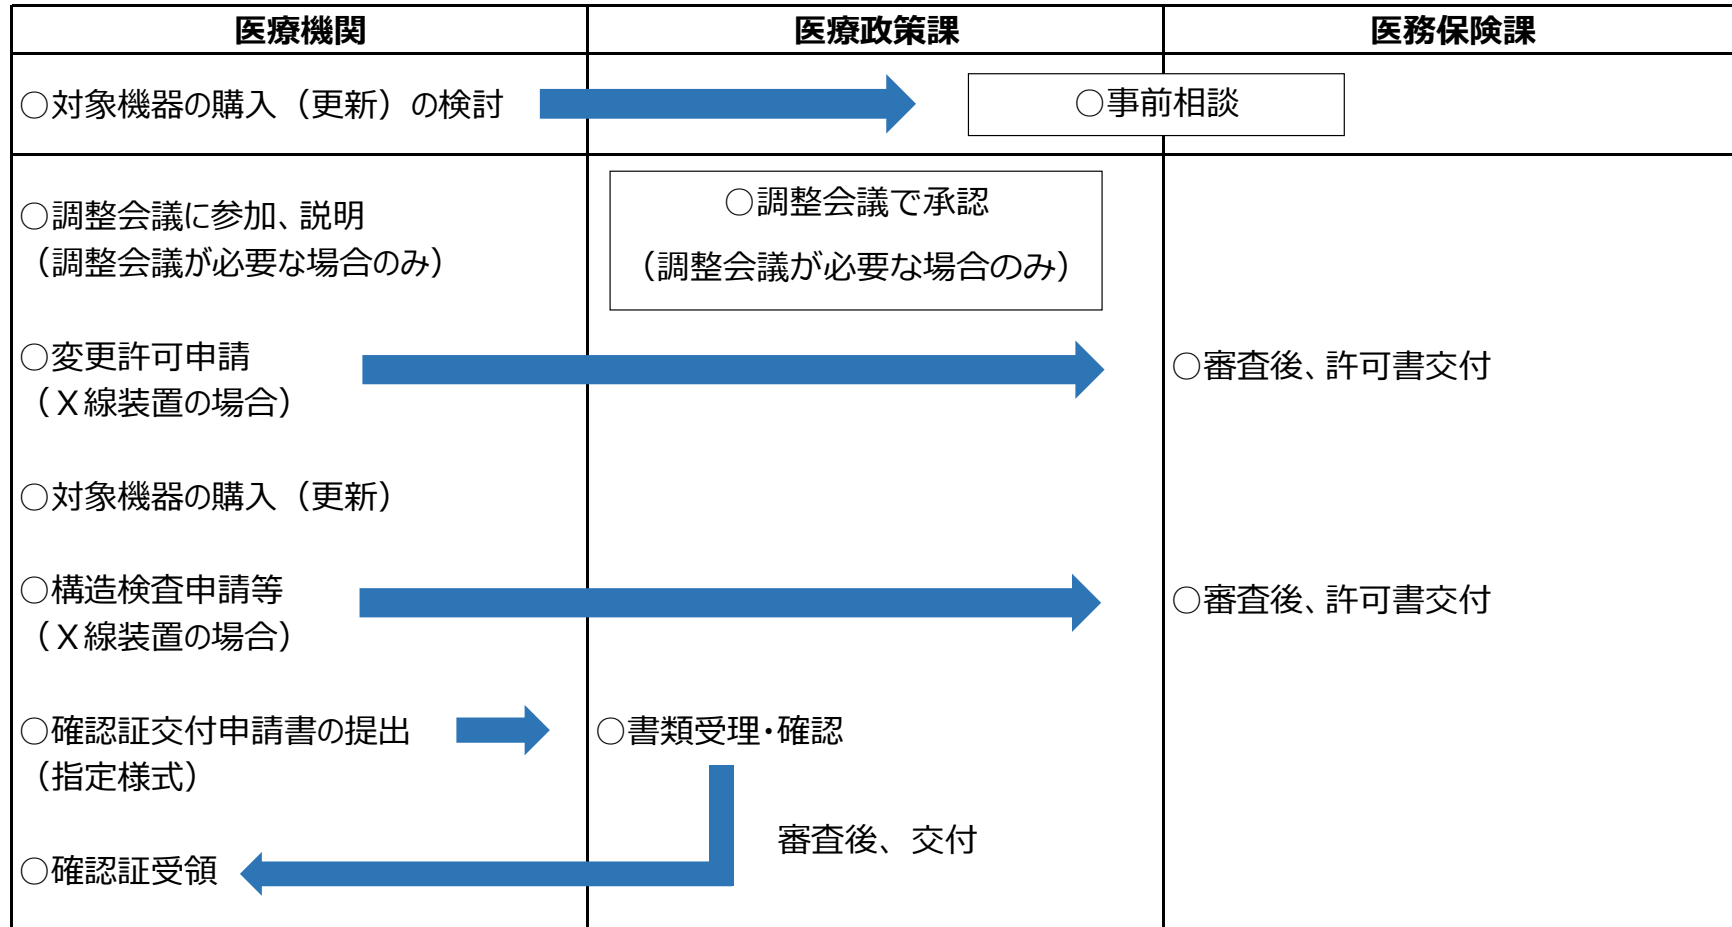 医療機関
医療政策課
医務保険課
○対象機器の購入（更新）の検討
○事前相談
○調整会議に参加、説明
（調整会議が必要な場合のみ）
○調整会議で承認
（調整会議が必要な場合のみ）
○変更許可申請
（Ｘ線装置の場合）
○審査後、許可書交付
○対象機器の購入（更新）
○構造検査申請等
（Ｘ線装置の場合）
○審査後、許可書交付
○確認証交付申請書の提出
（指定様式）
○書類受理・確認
審査後、交付
○確認証受領